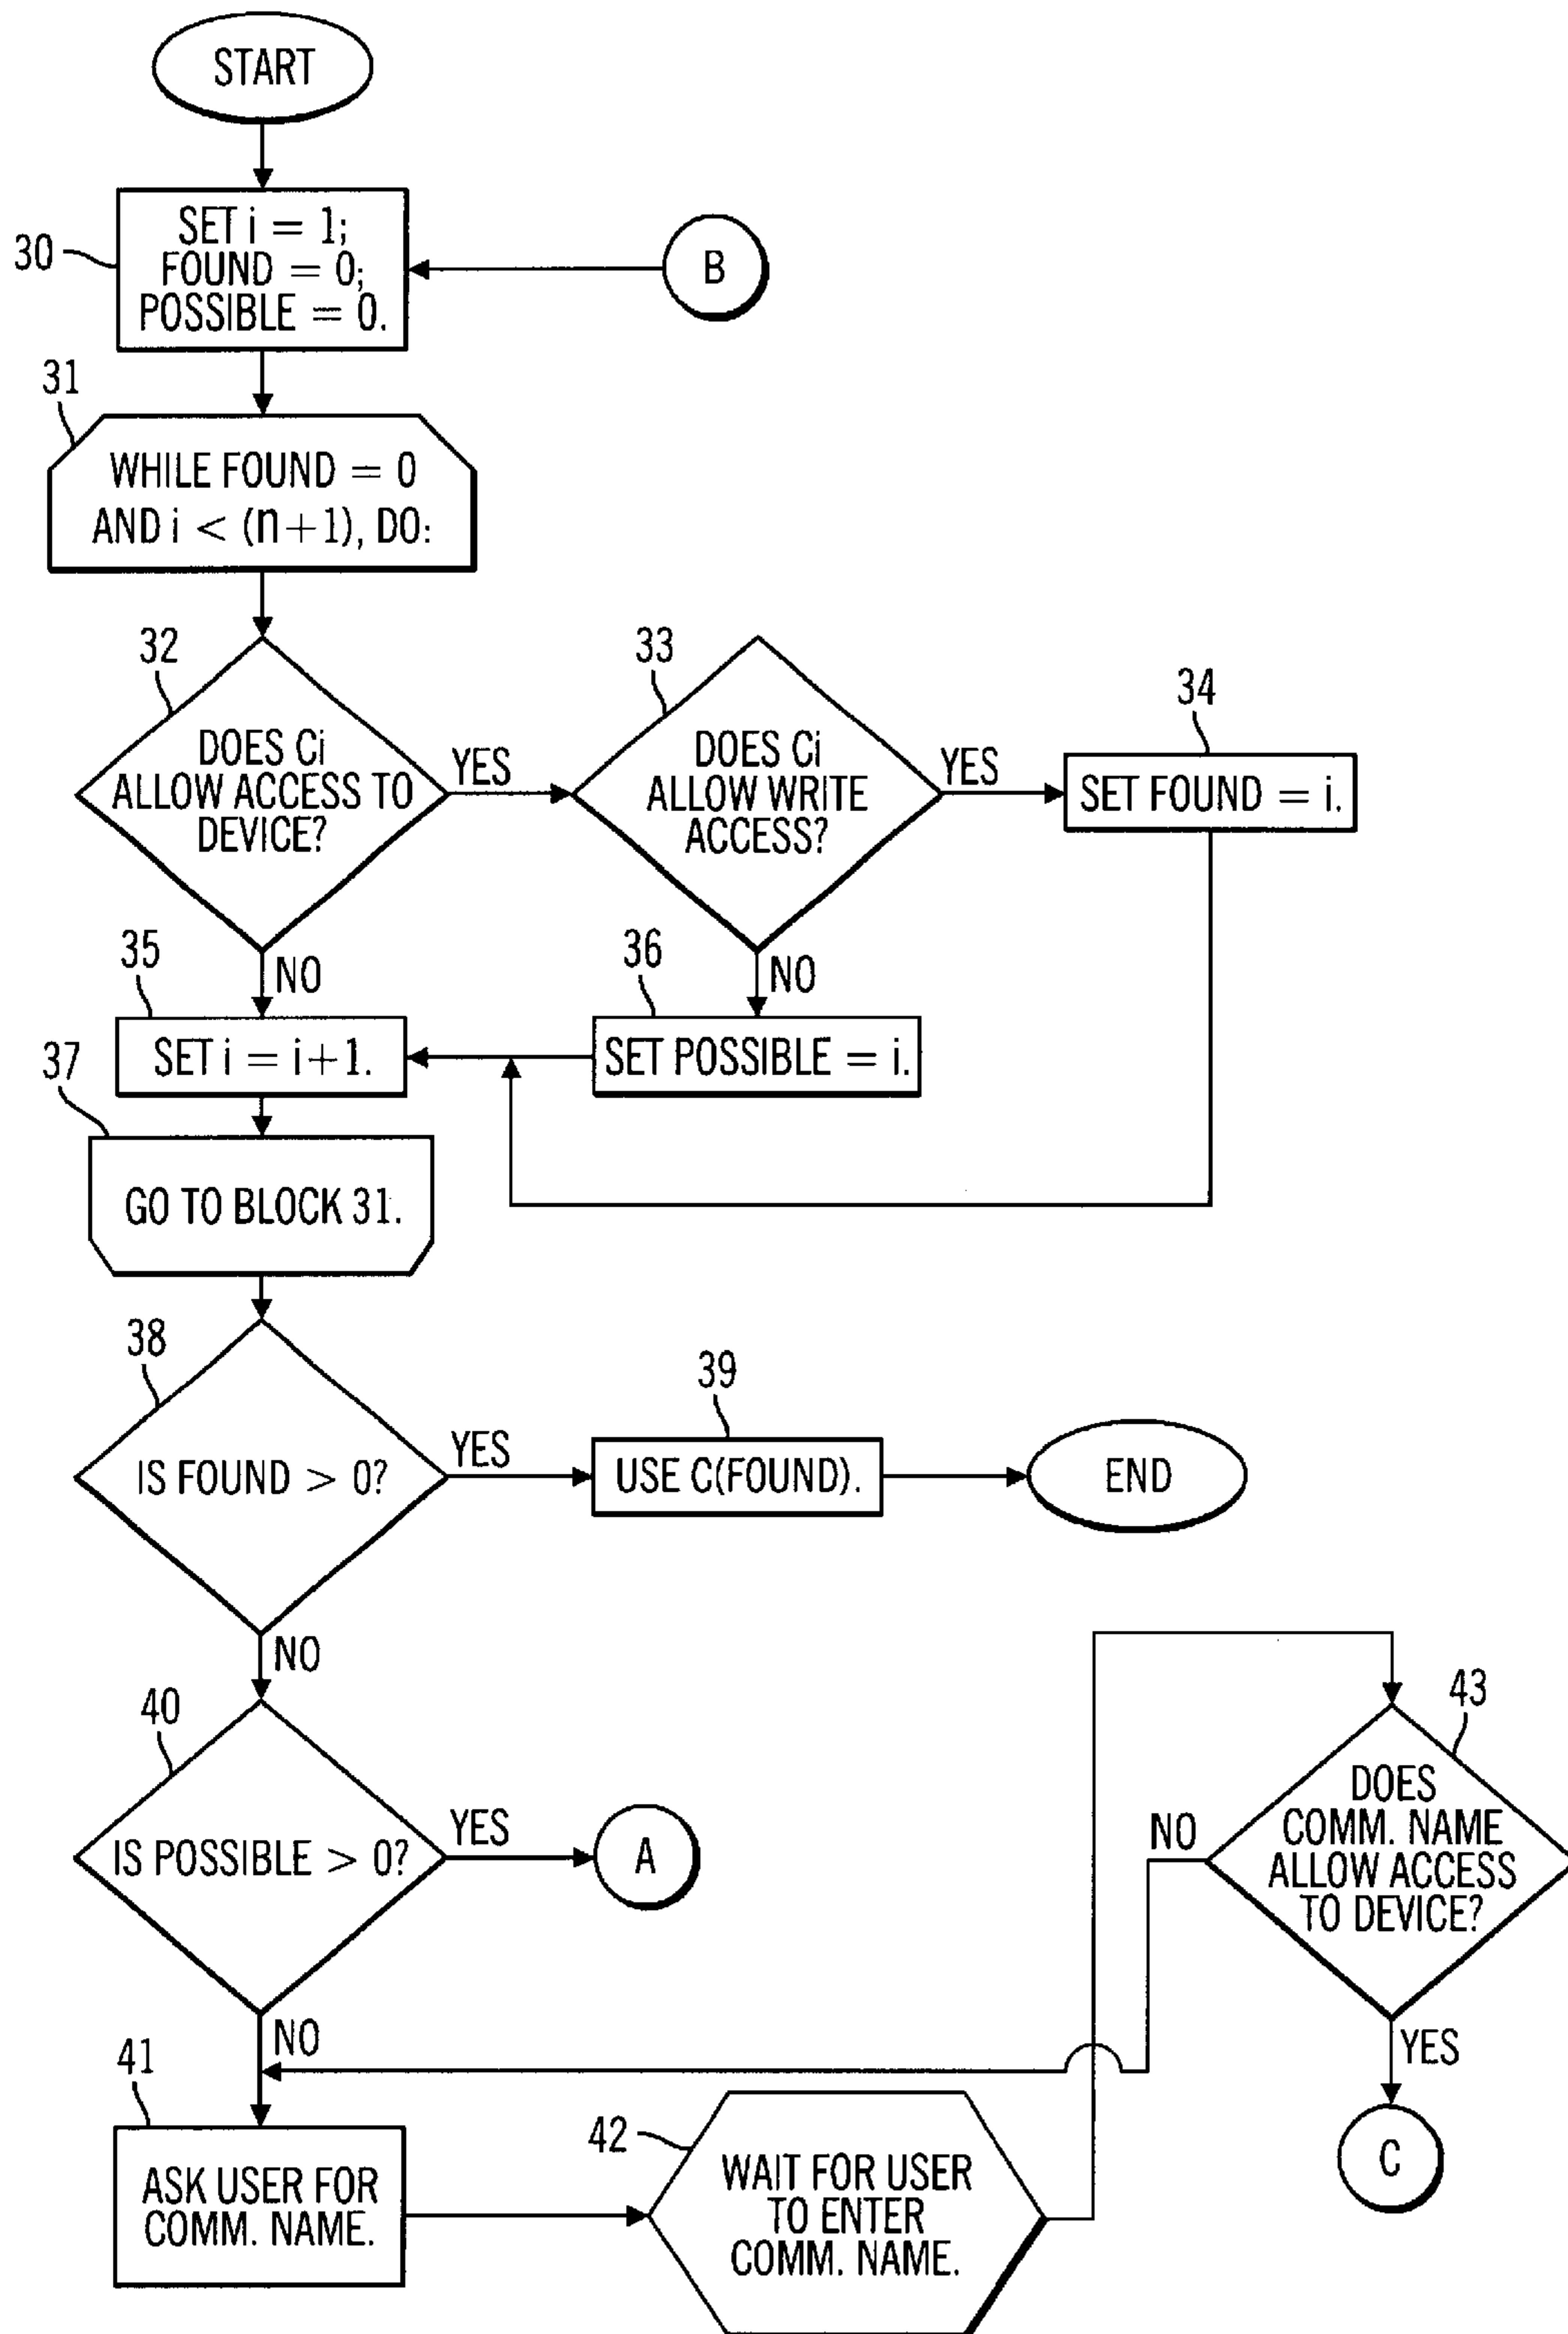 START
30
SET i = 1;
FOUND = 0;
POSSIBLE = 0.
B
31
WHILE FOUND = 0
AND i < (n+1), DO:
32
DOES Ci
ALLOW ACCESS TO
DEVICE?
YES
33
DOES Ci
ALLOW WRITE
ACCESS?
YES
34
SET FOUND = i.
NO
NO
35
SET i = i+1.
36
SET POSSIBLE = i.
37
GO TO BLOCK 31.
38
IS FOUND > 0?
YES
39
USE C(FOUND).
END
NO
40
IS POSSIBLE > 0?
YES
A
43
DOES
COMM. NAME
ALLOW ACCESS
TO DEVICE?
NO
YES
C
NO
41
ASK USER FOR
COMM. NAME.
42
WAIT FOR USER
TO ENTER
COMM. NAME.